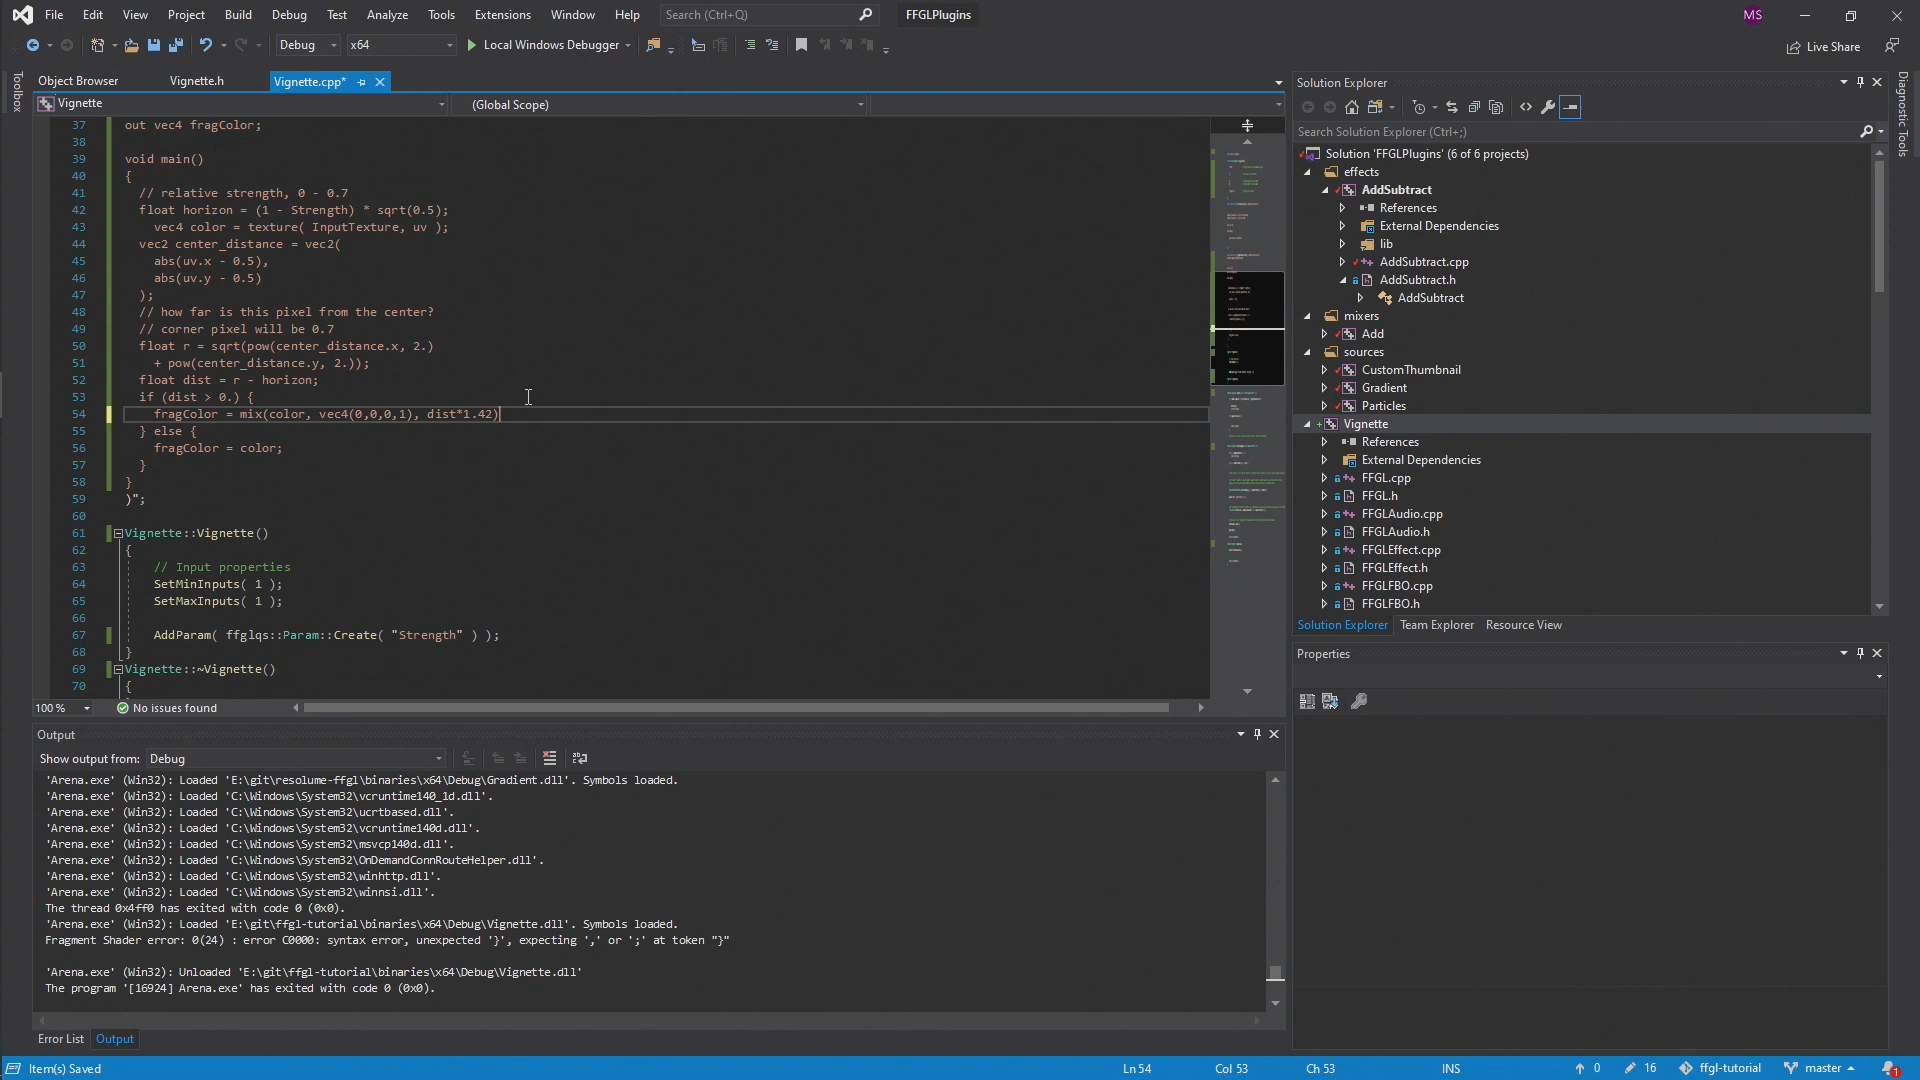 File Edit View Project Build Debug Test Analyze Tools Extensions Window Help Search (Ctrl+Q) FFGLPlugins MS
Debug x64 Local Windows Debugger Live Share
Toolbox
Object Browser Vignette.h Vignette.cpp*
Vignette (Global Scope)
37 out vec4 fragColor;
38
39 void main()
40 {
41 // relative strength, 0 - 0.7
42 float horizon = (1 - Strength) * sqrt(0.5);
43 vec4 color = texture( InputTexture, uv );
44 vec2 center_distance = vec2(
45 abs(uv.x - 0.5),
46 abs(uv.y - 0.5)
47 );
48 // how far is this pixel from the center?
49 // corner pixel will be 0.7
50 float r = sqrt(pow(center_distance.x, 2.)
51 + pow(center_distance.y, 2.));
52 float dist = r - horizon;
53 if (dist > 0.) {
54 fragColor = mix(color, vec4(0,0,0,1), dist*1.42)
55 } else {
56 fragColor = color;
57 }
58 }
59 )";
60
61 Vignette::Vignette()
62 {
63 // Input properties
64 SetMinInputs( 1 );
65 SetMaxInputs( 1 );
66
67 AddParam( ffglqs::Param::Create( "Strength" ) );
68 }
69 Vignette::~Vignette()
70 {
100 % No issues found
Output
Show output from: Debug
'Arena.exe' (Win32): Loaded 'E:\git\resolume-ffgl\binaries\x64\Debug\Gradient.dll'. Symbols loaded.
'Arena.exe' (Win32): Loaded 'C:\Windows\System32\vcruntime140_1d.dll'.
'Arena.exe' (Win32): Loaded 'C:\Windows\System32\ucrtbased.dll'.
'Arena.exe' (Win32): Loaded 'C:\Windows\System32\vcruntime140d.dll'.
'Arena.exe' (Win32): Loaded 'C:\Windows\System32\msvcp140d.dll'.
'Arena.exe' (Win32): Loaded 'C:\Windows\System32\OnDemandConnRouteHelper.dll'.
'Arena.exe' (Win32): Loaded 'C:\Windows\System32\winhttp.dll'.
'Arena.exe' (Win32): Loaded 'C:\Windows\System32\winnsi.dll'.
The thread 0x4ff0 has exited with code 0 (0x0).
'Arena.exe' (Win32): Loaded 'E:\git\ffgl-tutorial\binaries\x64\Debug\Vignette.dll'. Symbols loaded.
Fragment Shader error: 0(24) : error C0000: syntax error, unexpected '}', expecting ',' or ';' at token "}"
'Arena.exe' (Win32): Unloaded 'E:\git\ffgl-tutorial\binaries\x64\Debug\Vignette.dll'
The program '[16924] Arena.exe' has exited with code 0 (0x0).
Error List Output
Solution Explorer
Search Solution Explorer (Ctrl+;)
Solution 'FFGLPlugins' (6 of 6 projects)
effects
AddSubtract
References
External Dependencies
lib
AddSubtract.cpp
AddSubtract.h
AddSubtract
mixers
Add
sources
CustomThumbnail
Gradient
Particles
Vignette
References
External Dependencies
FFGL.cpp
FFGL.h
FFGLAudio.cpp
FFGLAudio.h
FFGLEffect.cpp
FFGLEffect.h
FFGLFBO.cpp
FFGLFBO.h
Solution Explorer Team Explorer Resource View
Properties
Diagnostic Tools
Item(s) Saved Ln 54 Col 53 Ch 53 INS 0 16 ffgl-tutorial master 1